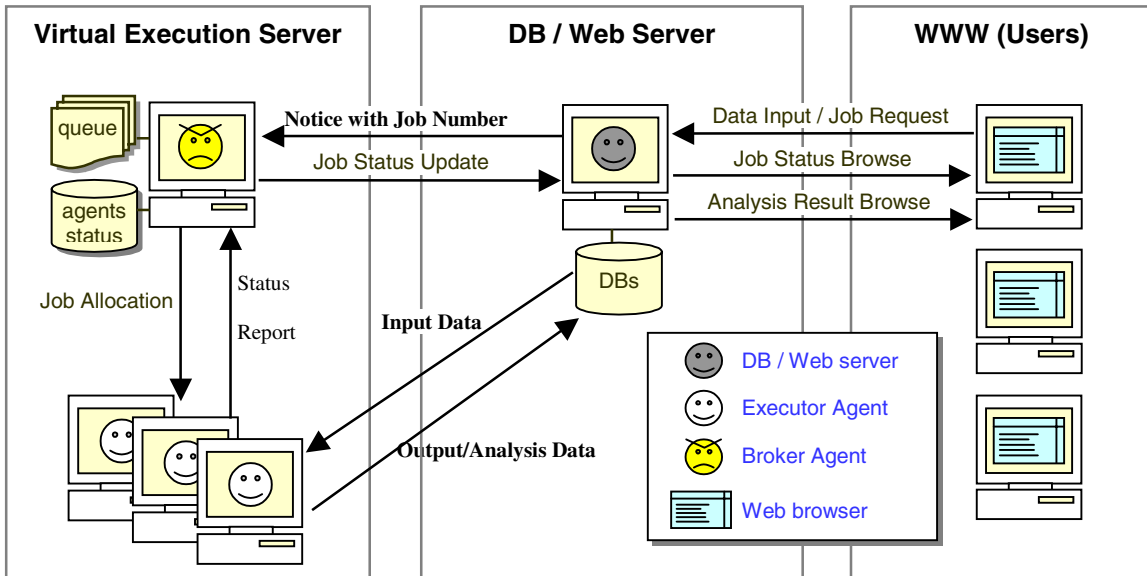 Virtual Execution Server
DB / Web Server
WWW (Users)
queue
agents
status
Notice with Job Number
Job Status Update
Data Input / Job Request
Job Status Browse
Analysis Result Browse
Job Allocation
Status
Report
DBs
Input Data
Output/Analysis Data
DB / Web server
Executor Agent
Broker Agent
Web browser